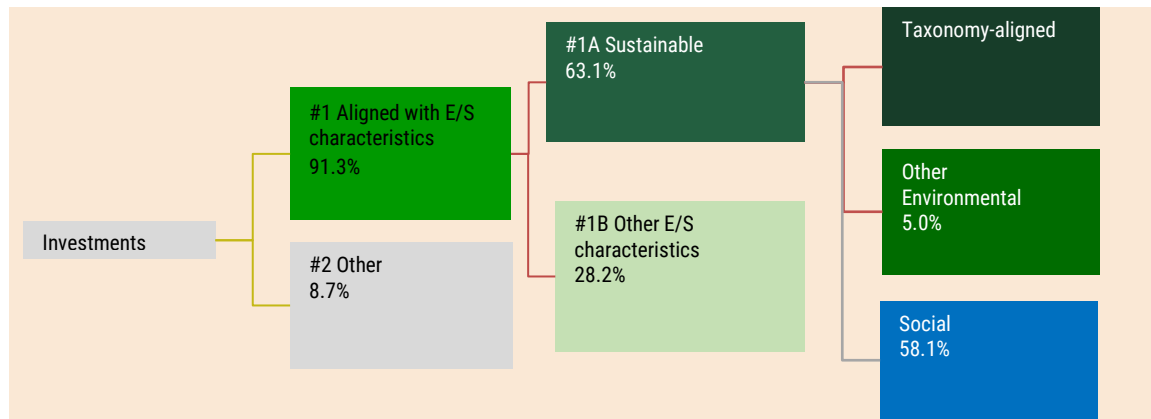 Investments
#1 Aligned with E/S
characteristics
91.3%
#2 Other
8.7%
#1A Sustainable
63.1%
#1B Other E/S
characteristics
28.2%
Taxonomy-aligned
Other
Environmental
5.0%
Social
58.1%